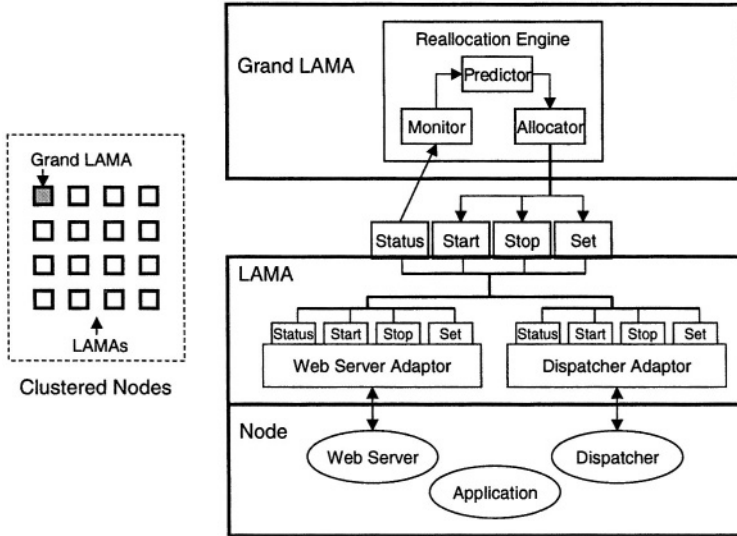 Grand LAMA
Reallocation Engine
Predictor
Monitor
Allocator
Grand LAMA
LAMAs
Clustered Nodes
Status
Start
Stop
Set
LAMA
Status
Start
Stop
Set
Web Server Adaptor
Status
Start
Stop
Set
Dispatcher Adaptor
Node
Web Server
Dispatcher
Application